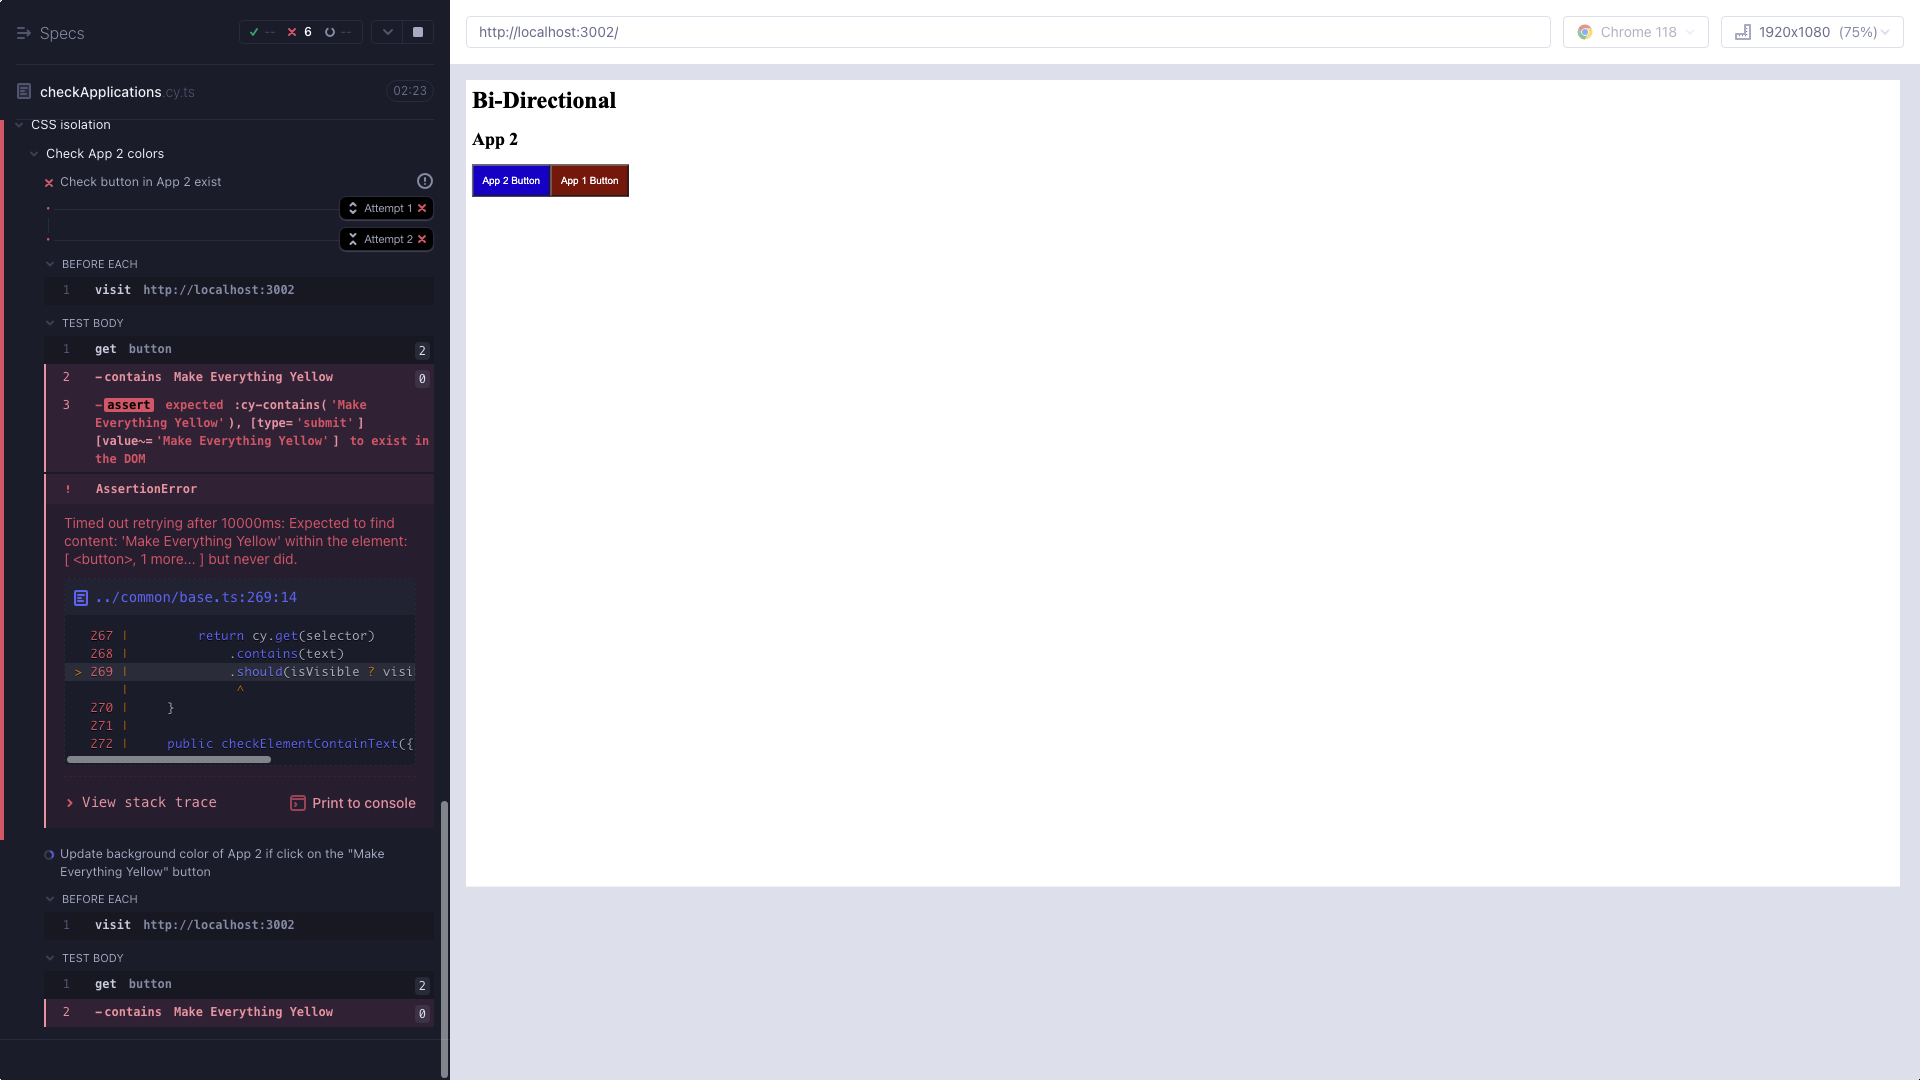 Specs
-- 6 --
checkApplications.cy.ts 02:23
CSS isolation
Check App 2 colors
Check button in App 2 exist
Attempt 1
Attempt 2
BEFORE EACH
1 visit http://localhost:3002
TEST BODY
1 get button 2
2 -contains Make Everything Yellow 0
3 -assert expected :cy-contains('Make
Everything Yellow'), [type='submit']
[value~='Make Everything Yellow'] to exist in
the DOM
! AssertionError
Timed out retrying after 10000ms: Expected to find
content: 'Make Everything Yellow' within the element:
[ <button>, 1 more... ] but never did.
../common/base.ts:269:14
267 | return cy.get(selector)
268 | .contains(text)
> 269 | .should(isVisible ? visi
| ^
270 | }
271 |
272 | public checkElementContainText({
View stack trace Print to console
Update background color of App 2 if click on the "Make
Everything Yellow" button
BEFORE EACH
1 visit http://localhost:3002
TEST BODY
1 get button 2
2 -contains Make Everything Yellow 0
http://localhost:3002/ Chrome 118 1920x1080 (75%)
Bi-Directional
App 2
App 2 Button App 1 Button